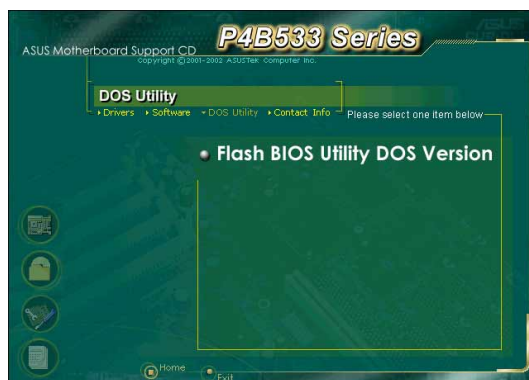 P4B533 Series
ASUS Motherboard Support CD
Copyright ©2001-2002 ASUSTek Computer Inc.
DOS Utility
Drivers Software DOS Utility Contact Info
Please select one item below
Flash BIOS Utility DOS Version
Home
Exit